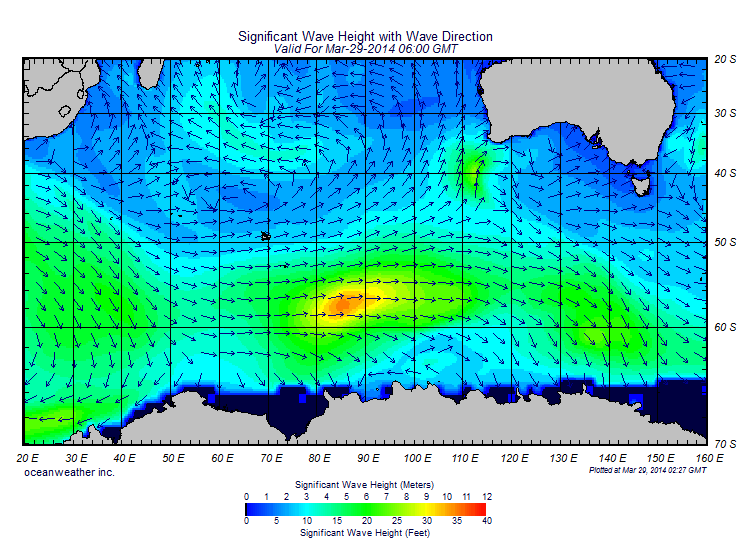 Significant Wave Height with Wave Direction
Valid For Mar-29-2014 06:00 GMT
20 S
30 S
40 S
50 S
60 S
70 S
20 E 30 E 40 E 50 E 60 E 70 E 80 E 90 E 100 E 110 E 120 E 130 E 140 E 150 E 160 E
oceanweather inc.
Plotted at Mar 29, 2014 02:27 GMT
Significant Wave Height (Meters)
0 1 2 3 4 5 6 7 8 9 10 11 12
0 5 10 15 20 25 30 35 40
Significant Wave Height (Feet)